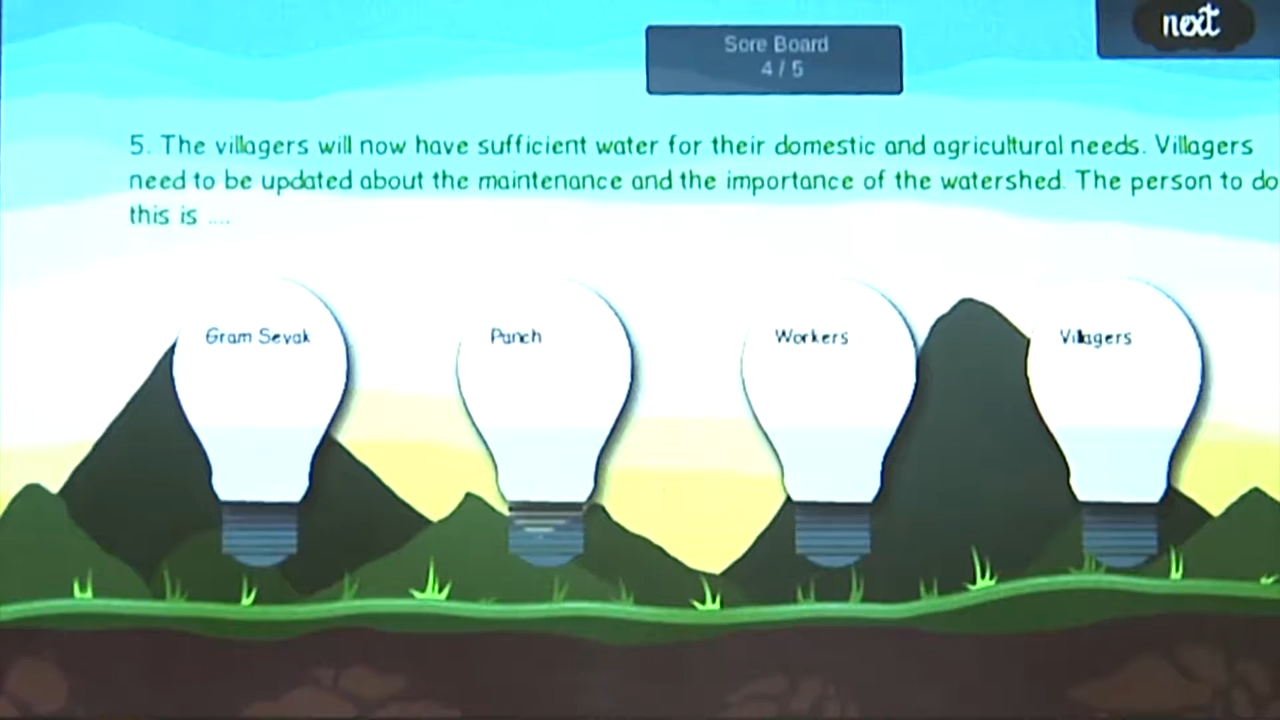 next
Sore Board
4 / 5
5. The villagers will now have sufficient water for their domestic and agricultural needs. Villagers
need to be updated about the maintenance and the importance of the watershed. The person to do
this is ....
Gram Sevak
Panch
Workers
Villagers